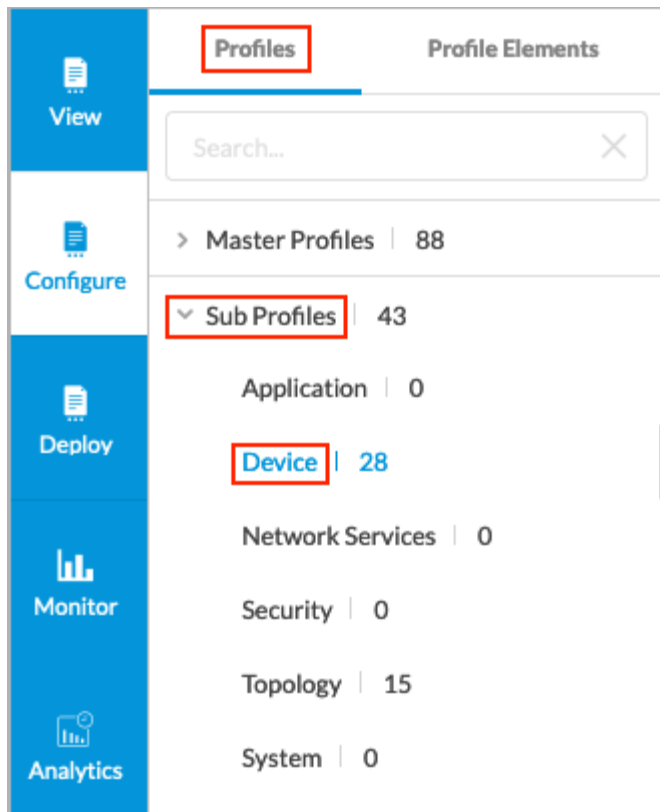 View
Configure
Deploy
Monitor
Analytics
Profiles Profile Elements
Search...
Master Profiles 88
Sub Profiles 43
Application 0
Device 28
Network Services 0
Security 0
Topology 15
System 0